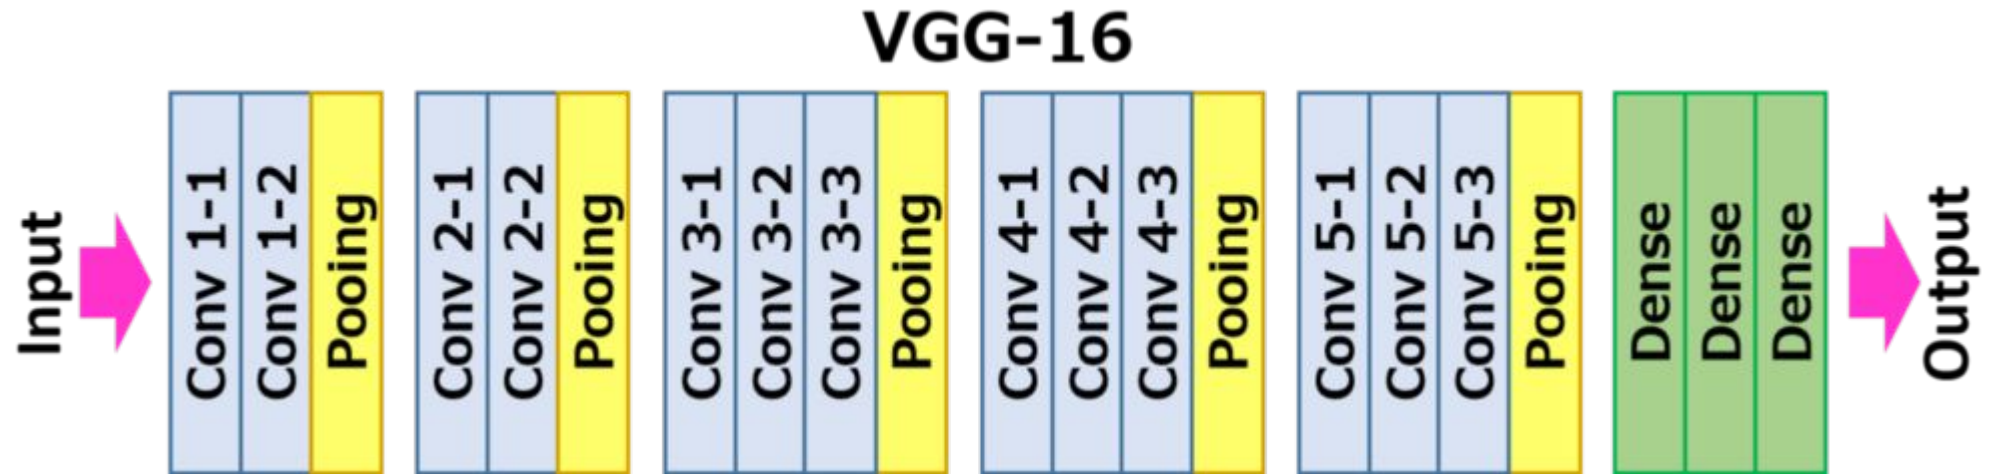 VGG-16
Input
Conv 1-1
Conv 1-2
Pooing
Conv 2-1
Conv 2-2
Pooing
Conv 3-1
Conv 3-2
Conv 3-3
Pooing
Conv 4-1
Conv 4-2
Conv 4-3
Pooing
Conv 5-1
Conv 5-2
Conv 5-3
Pooing
Dense
Dense
Dense
Output